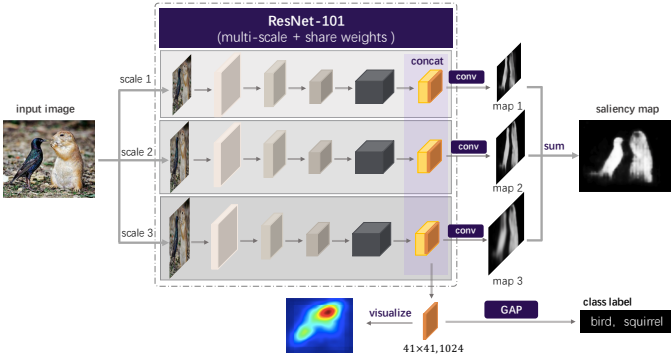 ResNet-101
(multi-scale + share weights )
concat
scale 1
conv
map 1
input image
saliency map
scale 2
conv
sum
map 2
scale 3
conv
map 3
visualize
GAP
class label
bird, squirrel
41×41,1024